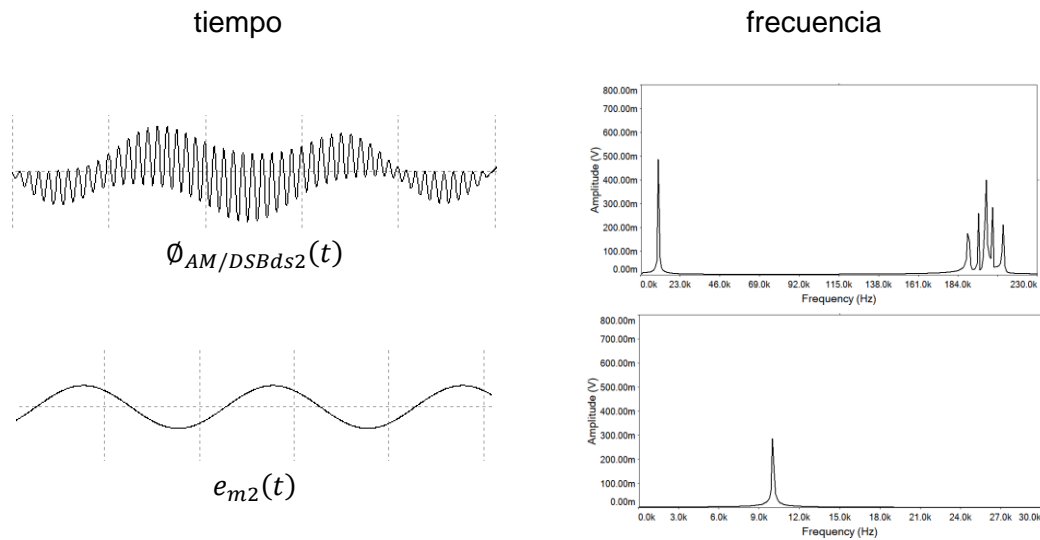 tiempo
frecuencia
∅AM/DSBds2(t)
800.00m
700.00m
600.00m
500.00m
400.00m
300.00m
200.00m
100.00m
0.00m
Amplitude (V)
0.0k 23.0k 46.0k 69.0k 92.0k 115.0k 138.0k 161.0k 184.0k 230.0k
Frequency (Hz)
em2(t)
800.00m
700.00m
600.00m
500.00m
400.00m
300.00m
200.00m
100.00m
0.00m
Amplitude (V)
0.0k 3.0k 6.0k 9.0k 12.0k 15.0k 18.0k 21.0k 24.0k 27.0k 30.0k
Frequency (Hz)